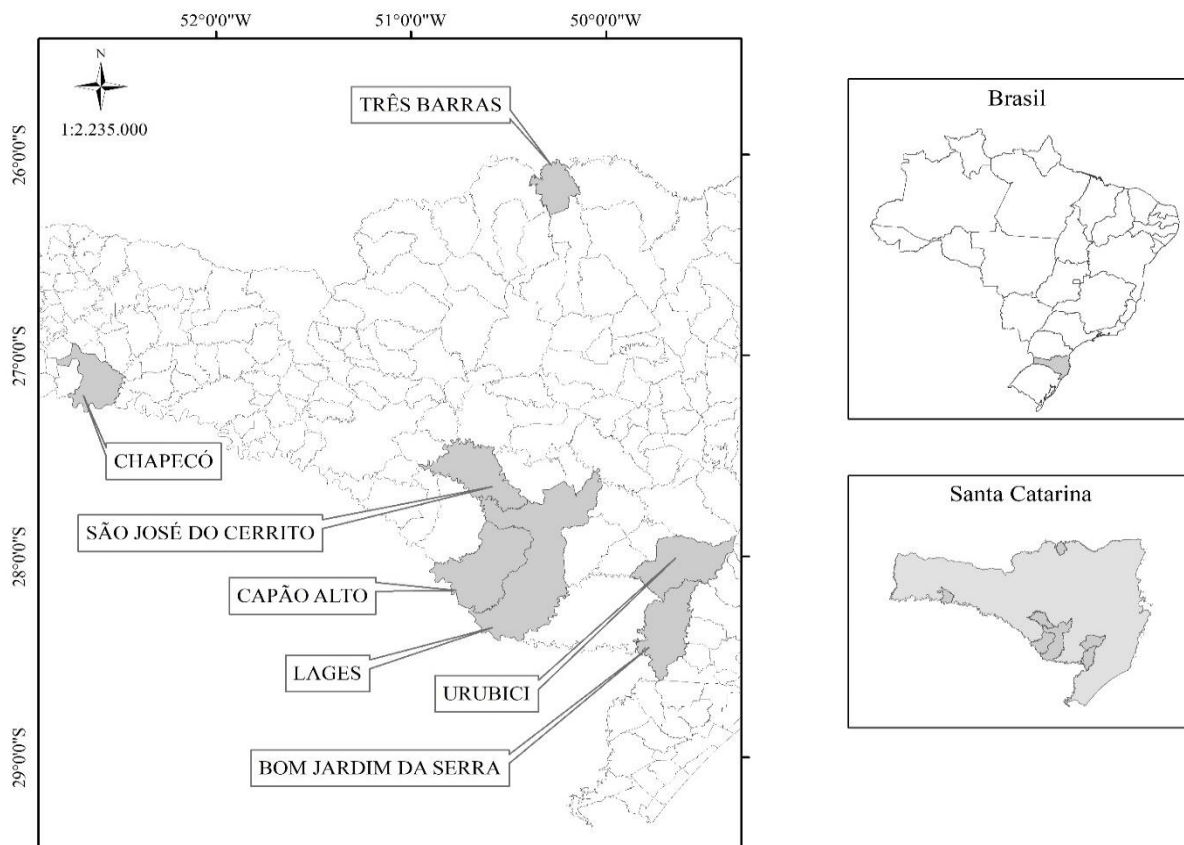 52°0'0"W
51°0'0"W
50°0'0"W
N
1:2.235.000
26°0'0"S
27°0'0"S
28°0'0"S
29°0'0"S
TRÊS BARRAS
CHAPECÓ
SÃO JOSÉ DO CERRITO
CAPÃO ALTO
LAGES
URUBICI
BOM JARDIM DA SERRA
Brasil
Santa Catarina